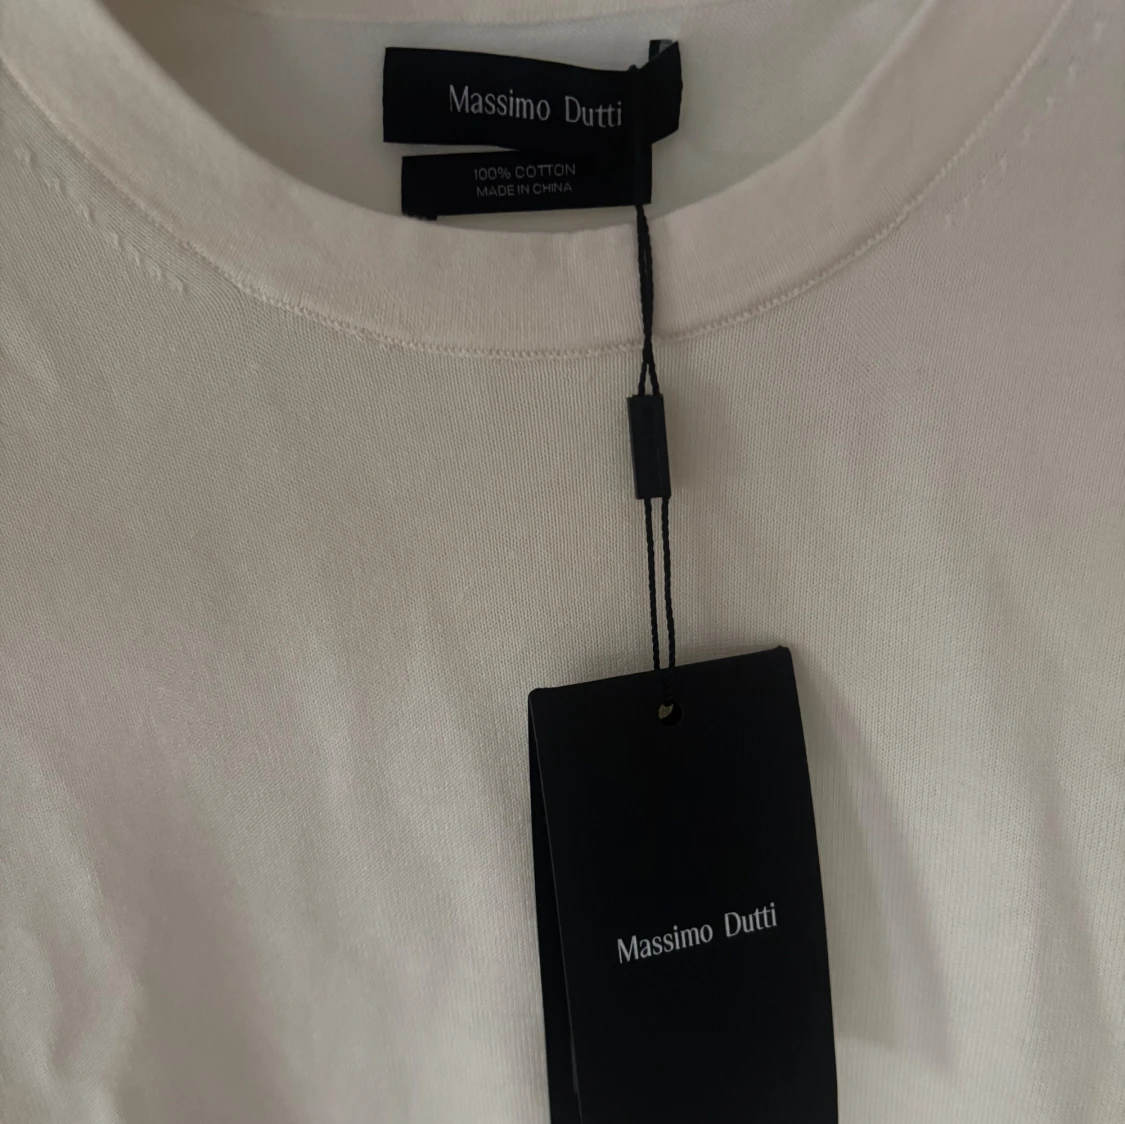 Massimo Dutti
100% COTTON
MADE IN CHINA
Massimo Dutti